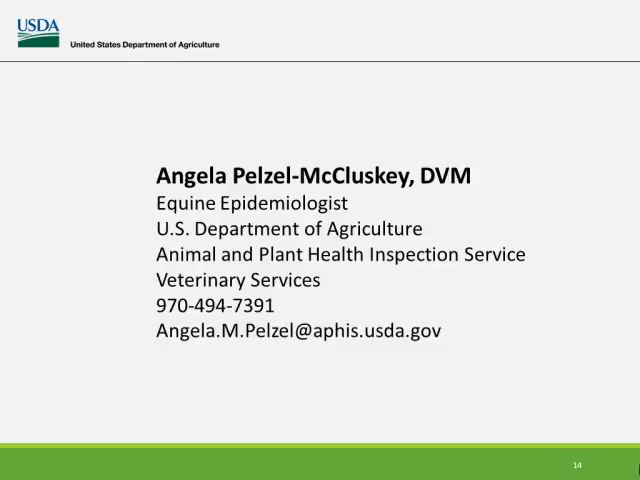 USDA
United States Department of Agriculture
Angela Pelzel-McCluskey, DVM
Equine Epidemiologist
U.S. Department of Agriculture
Animal and Plant Health Inspection Service
Veterinary Services
970-494-7391
Angela.M.Pelzel@aphis.usda.gov
14